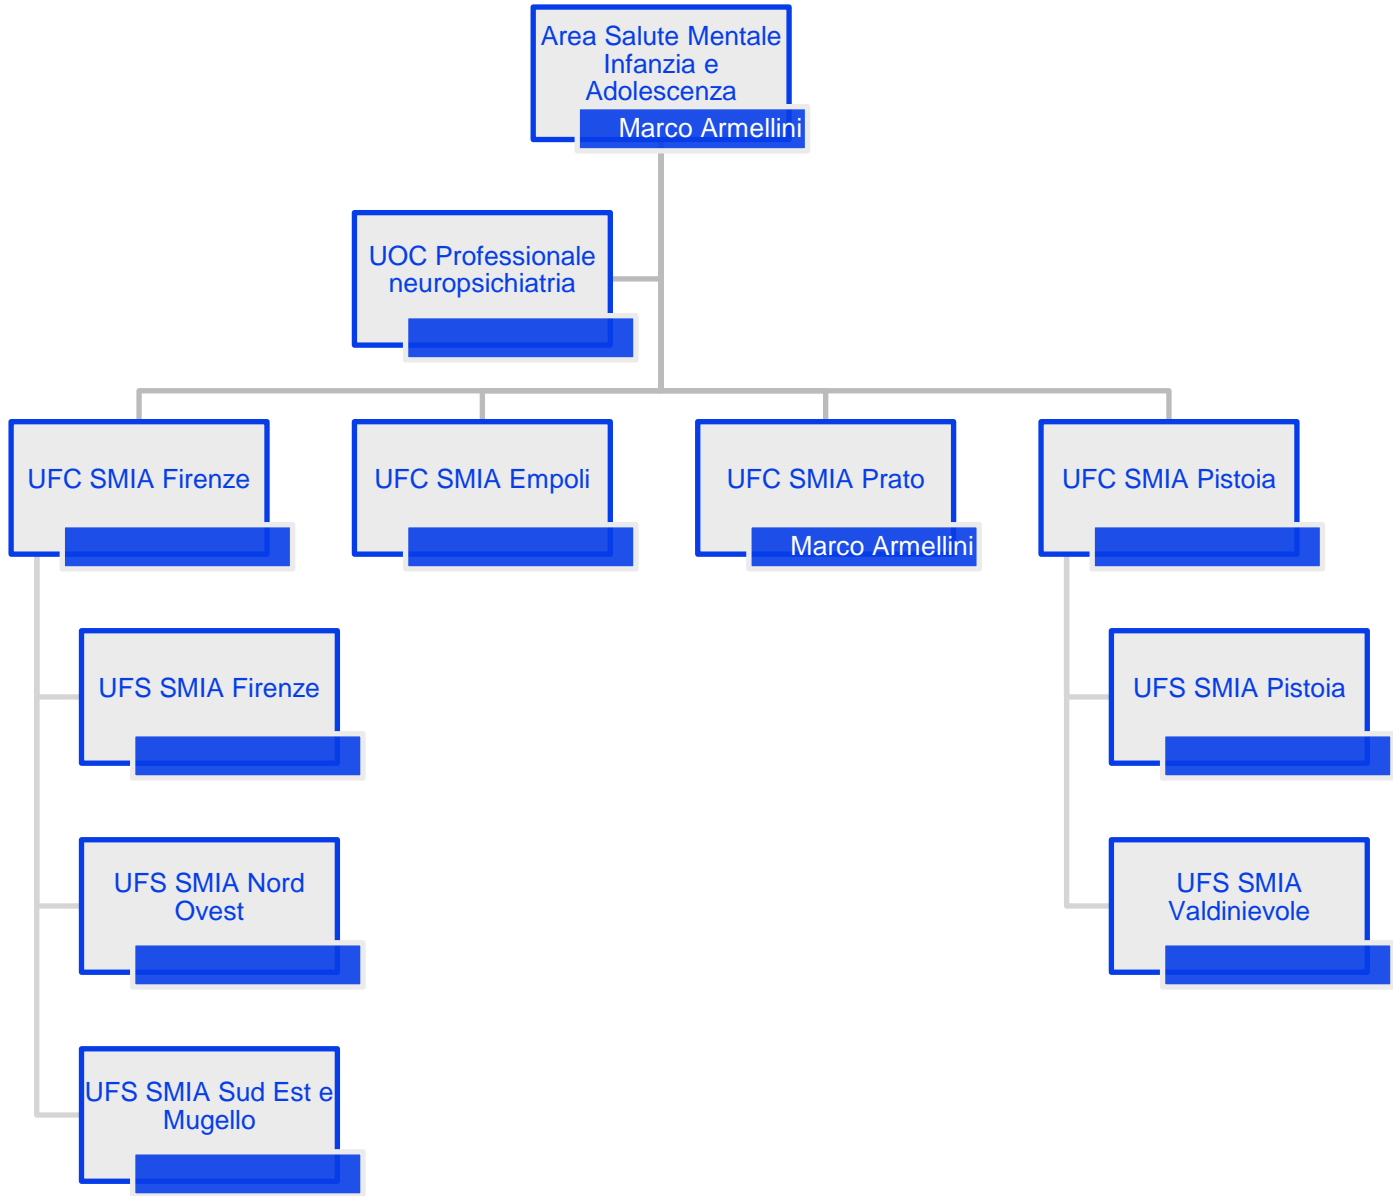 Area Salute Mentale
Infanzia e
Adolescenza
Marco Armellini
UOC Professionale
neuropsichiatria
UFC SMIA Firenze
UFC SMIA Empoli
UFC SMIA Prato
Marco Armellini
UFC SMIA Pistoia
UFS SMIA Firenze
UFS SMIA Nord
Ovest
UFS SMIA Sud Est e
Mugello
UFS SMIA Pistoia
UFS SMIA
Valdinievole